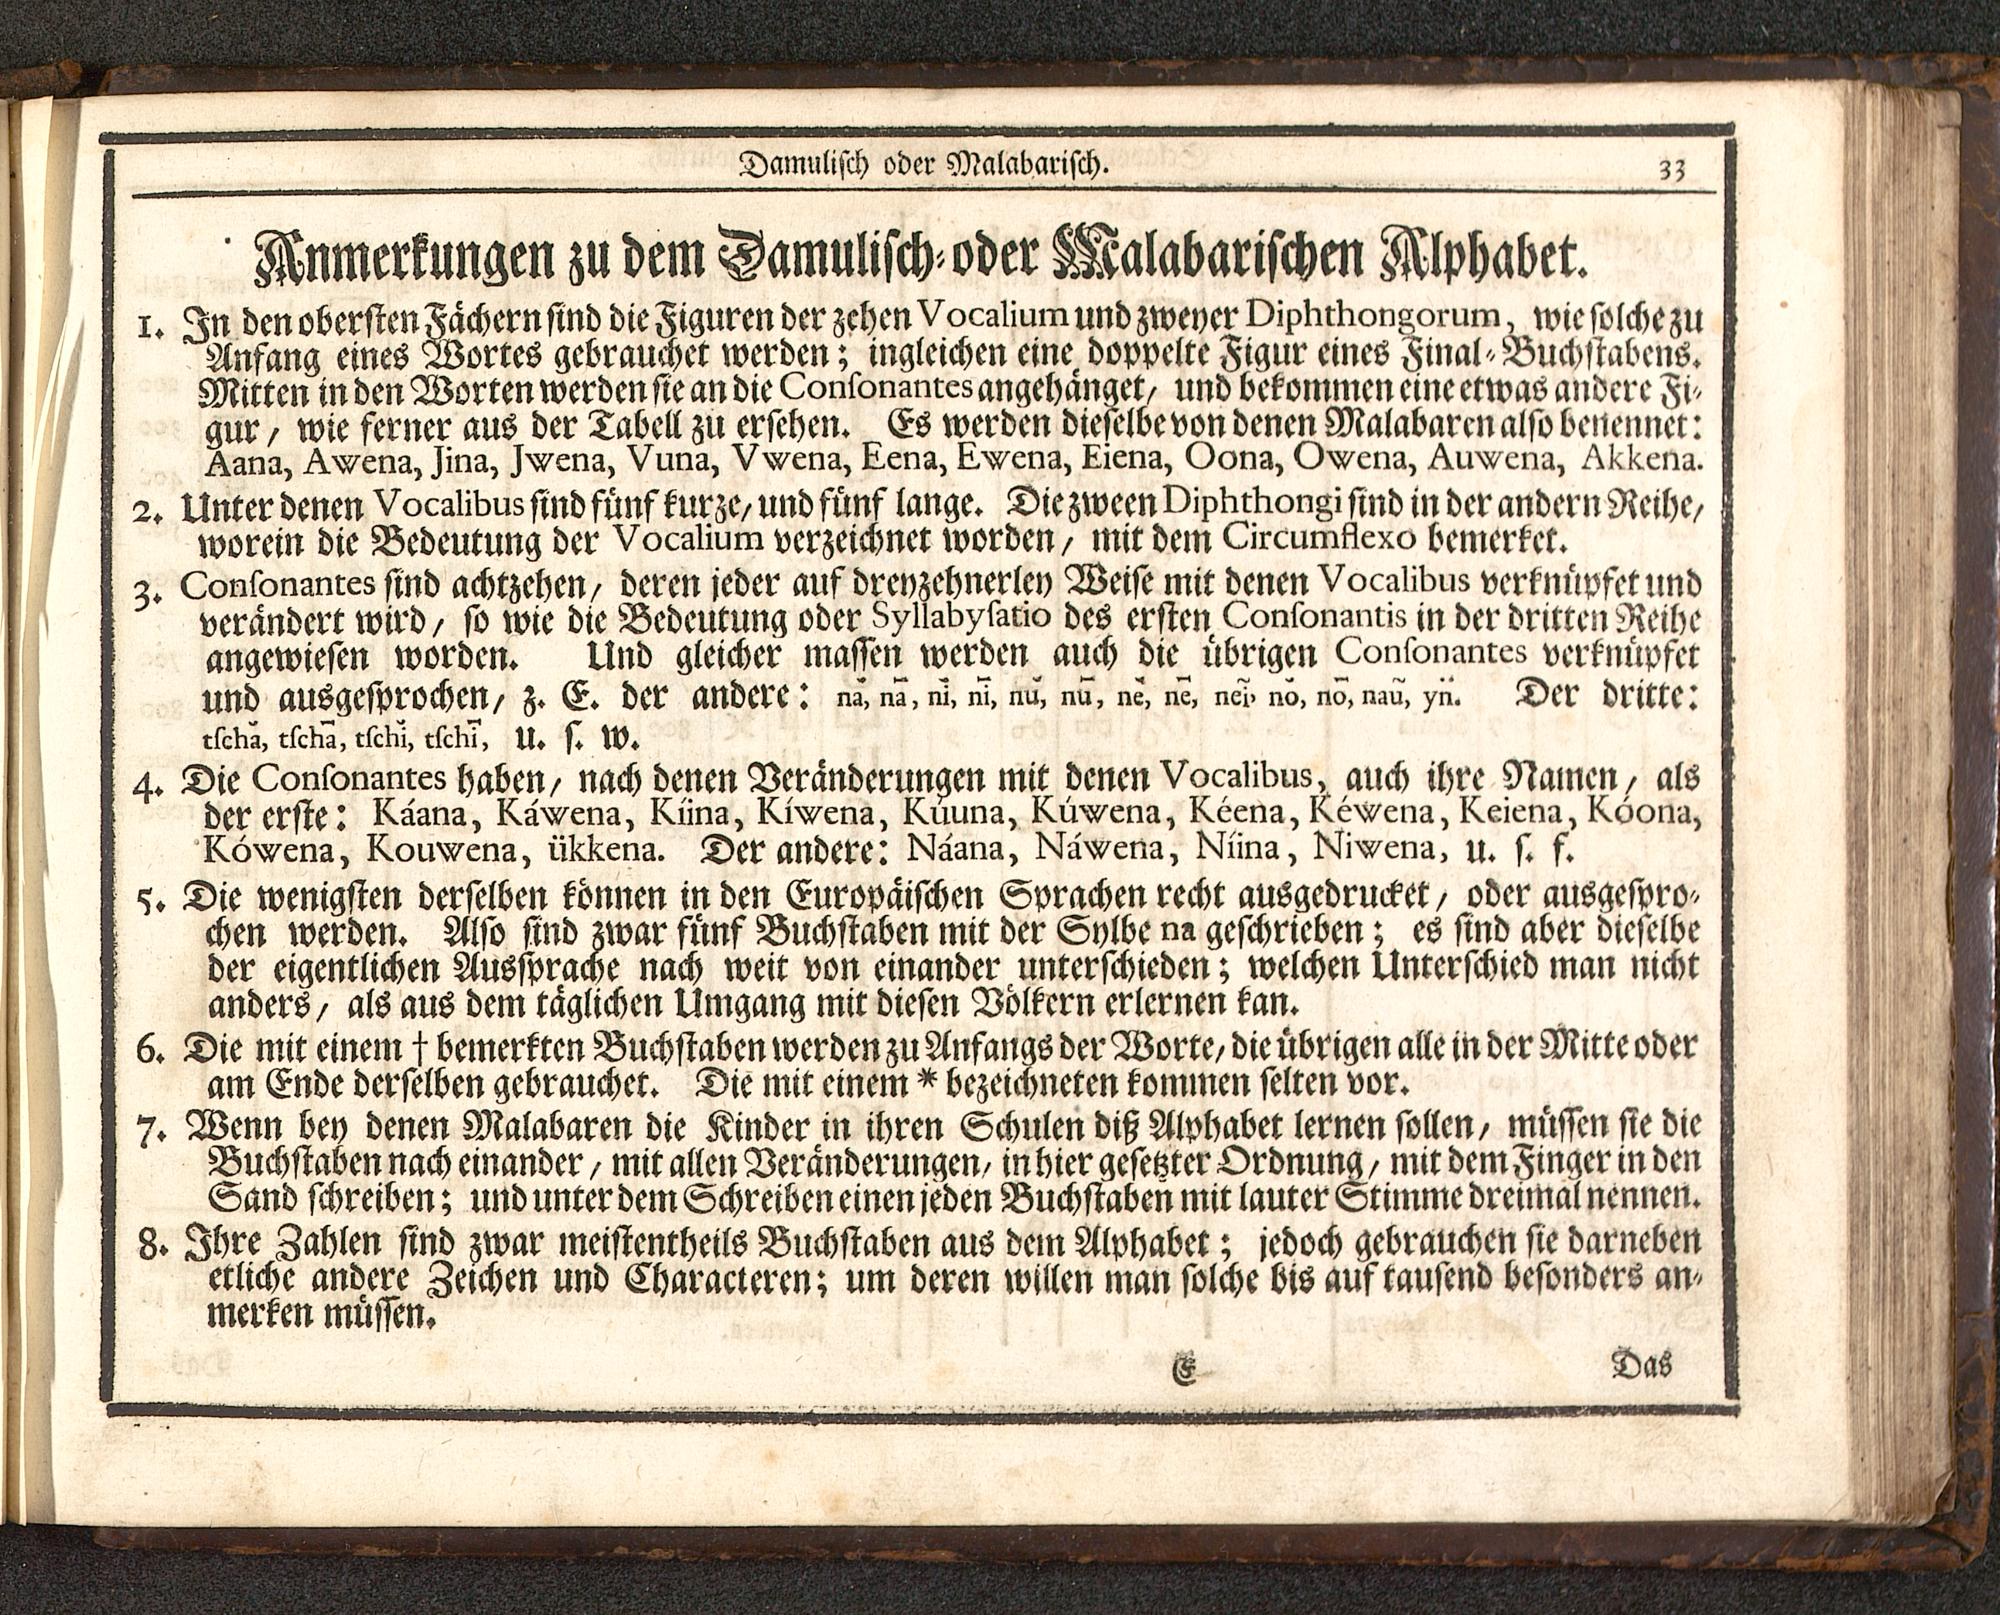 Damulisch oder Malabarisch.
33
Anmerkungen zu dem Damulisch-oder Malabarischen Alphabet.
1. In den obersten Fächern sind die Figuren der zehen Vocalium und zweyer Diphthongorum, wie solche zu
Anfang eines Wortes gebrauchet werden; ingleichen eine doppelte Figur eines Final-Buchstabens.
Mitten in den Worten werden sie an die Consonantes angehänget/ und bekommen eine etwas andere Fi-
gur/ wie ferner aus der Tabell zu ersehen. Es werden dieselbe von denen Malabaren also benennet:
Aana, Awena, Jina, Jwena, Vuna, Vwena, Eena, Ewena, Eiena, Oona, Owena, Auwena, Akkena.
2. Unter denen Vocalibus sind fünf kurze/ und fünf lange. Die zween Diphthongi sind in der andern Reihe/
worein die Bedeutung der Vocalium verzeichnet worden/ mit dem Circumflexo bemerket.
3. Consonantes sind achtzehen/ deren jeder auf dreyzehnerley Weise mit denen Vocalibus verknüpfet und
verändert wird/ so wie die Bedeutung oder Syllabysatio des ersten Consonantis in der dritten Reihe
angewiesen worden. Und gleicher massen werden auch die übrigen Consonantes verknüpfet
und ausgesprochen/ z. E. der andere: nă, nā, nĭ, nī, nŭ, nū, nĕ, nē, neĩ, nŏ, nō, naũ, yn̈. Der dritte:
tschă, tschā, tschĭ, tschī, u. s. w.
4. Die Consonantes haben/ nach denen Veränderungen mit denen Vocalibus, auch ihre Namen/ als
der erste: Káana, Káwena, Kíina, Kíwena, Kúuna, Kúwena, Kéena, Kéwena, Keiena, Kóona,
Kówena, Kouwena, ükkena. Der andere: Náana, Náwena, Níina, Niwena, u. s. f.
5. Die wenigsten derselben können in den Europäischen Sprachen recht ausgedrucket/ oder ausgespro-
chen werden. Also sind zwar fünf Buchstaben mit der Sylbe na geschrieben; es sind aber dieselbe
der eigentlichen Aussprache nach weit von einander unterschieden; welchen Unterschied man nicht
anders/ als aus dem täglichen Umgang mit diesen Völkern erlernen kan.
6. Die mit einem † bemerkten Buchstaben werden zu Anfangs der Worte/ die übrigen alle in der Mitte oder
am Ende derselben gebrauchet. Die mit einem * bezeichneten kommen selten vor.
7. Wenn bey denen Malabaren die Kinder in ihren Schulen diß Alphabet lernen sollen/ müssen sie die
Buchstaben nach einander/ mit allen Veränderungen/ in hier gesetzter Ordnung/ mit dem Finger in den
Sand schreiben; und unter dem Schreiben einen jeden Buchstaben mit lauter Stimme dreimal nennen.
8. Ihre Zahlen sind zwar meistentheils Buchstaben aus dem Alphabet; jedoch gebrauchen sie darneben
etliche andere Zeichen und Characteren; um deren willen man solche bis auf tausend besonders an-
merken müssen.
E
Das